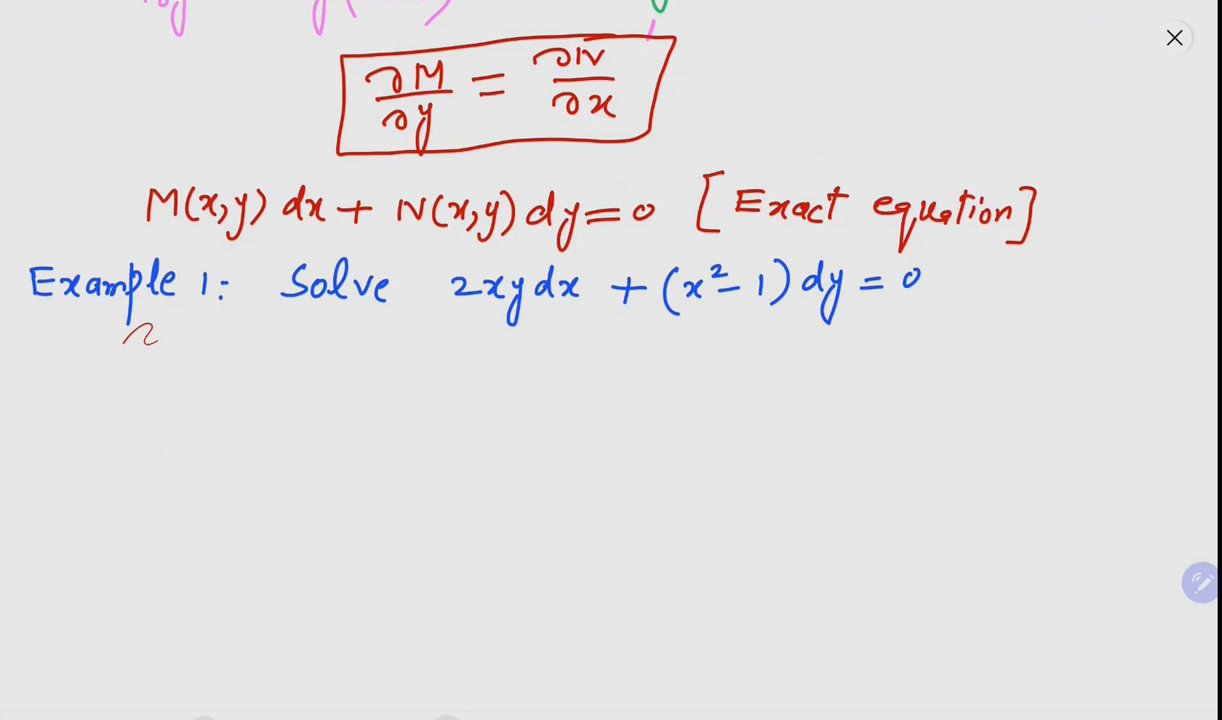 ∂M/∂y = ∂N/∂x
M(x,y) dx + N(x,y) dy = 0 [Exact equation]
Example 1: Solve 2xy dx + (x² - 1) dy = 0